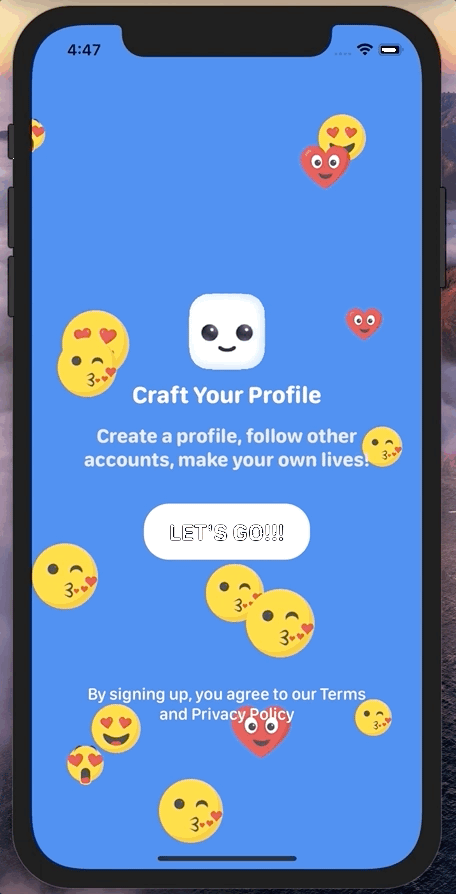 4:47
Craft Your Profile
Create a profile, follow other
accounts, make your own lives!
LET'S GO!!!
By signing up, you agree to our Terms
and Privacy Policy